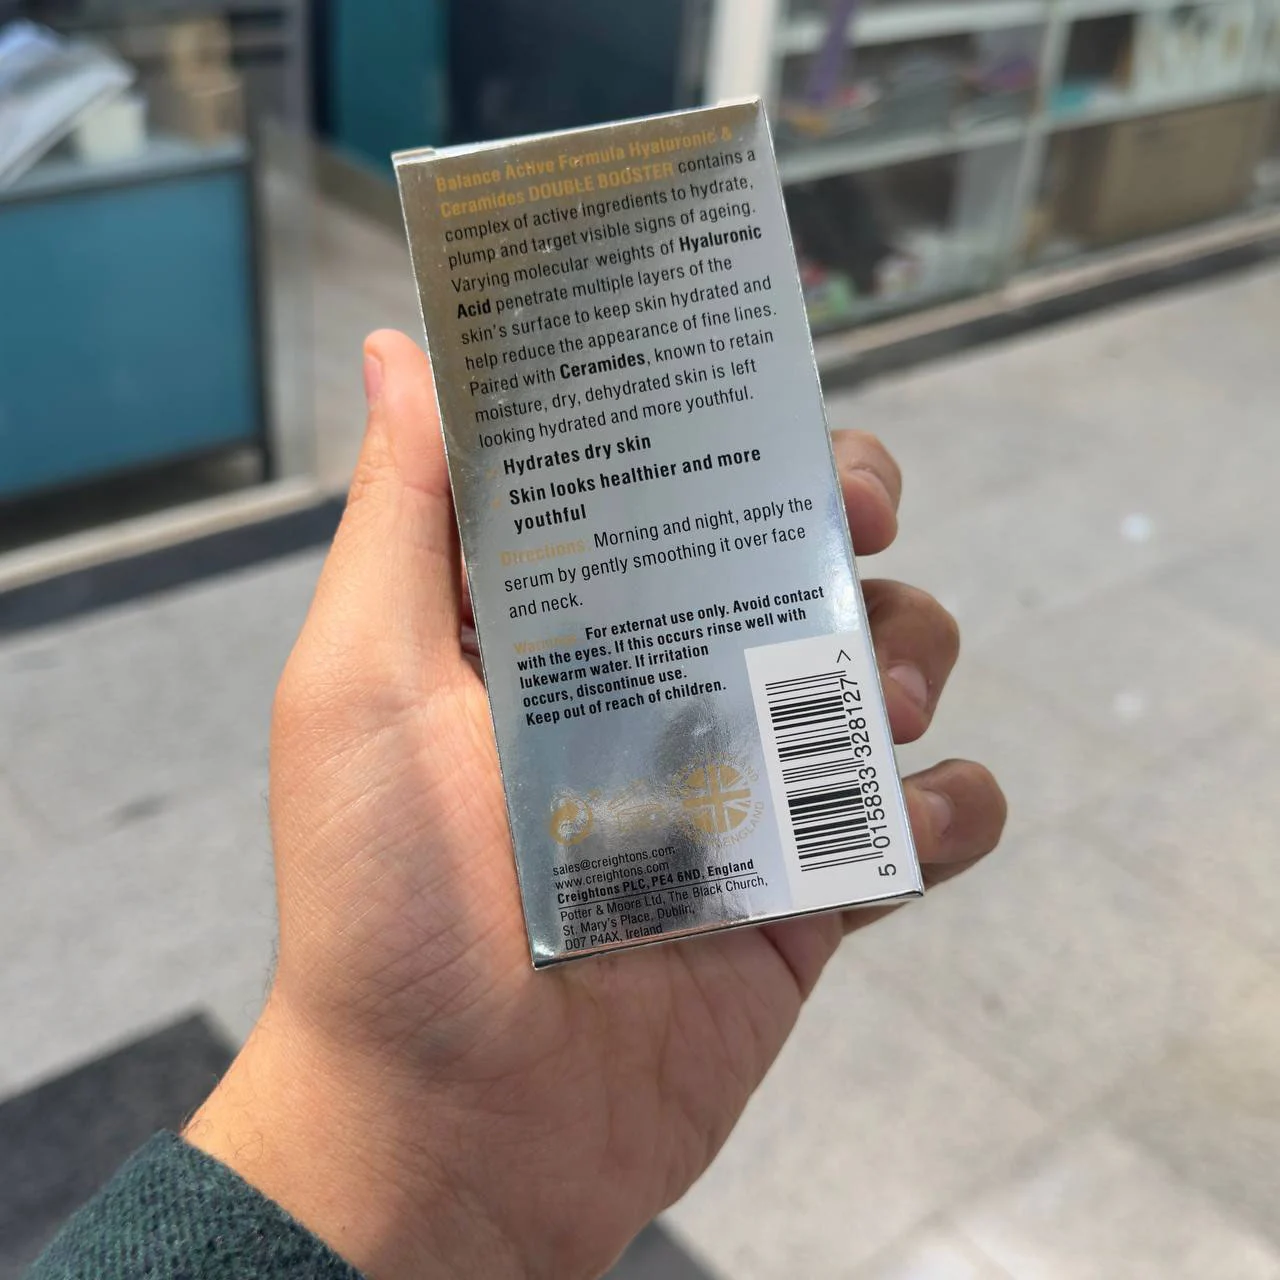 Balance Active Formula Hyaluronic &
Ceramides DOUBLE BOOSTER contains a
complex of active ingredients to hydrate,
plump and target visible signs of ageing.
Varying molecular weights of Hyaluronic
Acid penetrate multiple layers of the
skin's surface to keep skin hydrated and
help reduce the appearance of fine lines.
Paired with Ceramides, known to retain
moisture, dry, dehydrated skin is left
looking hydrated and more youthful.
Hydrates dry skin
Skin looks healthier and more
youthful
Directions: Morning and night, apply the
serum by gently smoothing it over face
and neck.
Warnings: For external use only. Avoid contact
with the eyes. If this occurs rinse well with
lukewarm water. If irritation
occurs, discontinue use.
Keep out of reach of children.
ENGLAND
sales@creightons.com
www.creightons.com
Creightons PLC, PE4 6ND, England
Potter & Moore Ltd, The Black Church,
St. Mary's Place, Dublin,
D07 P4AX, Ireland
5 015833 328127 >